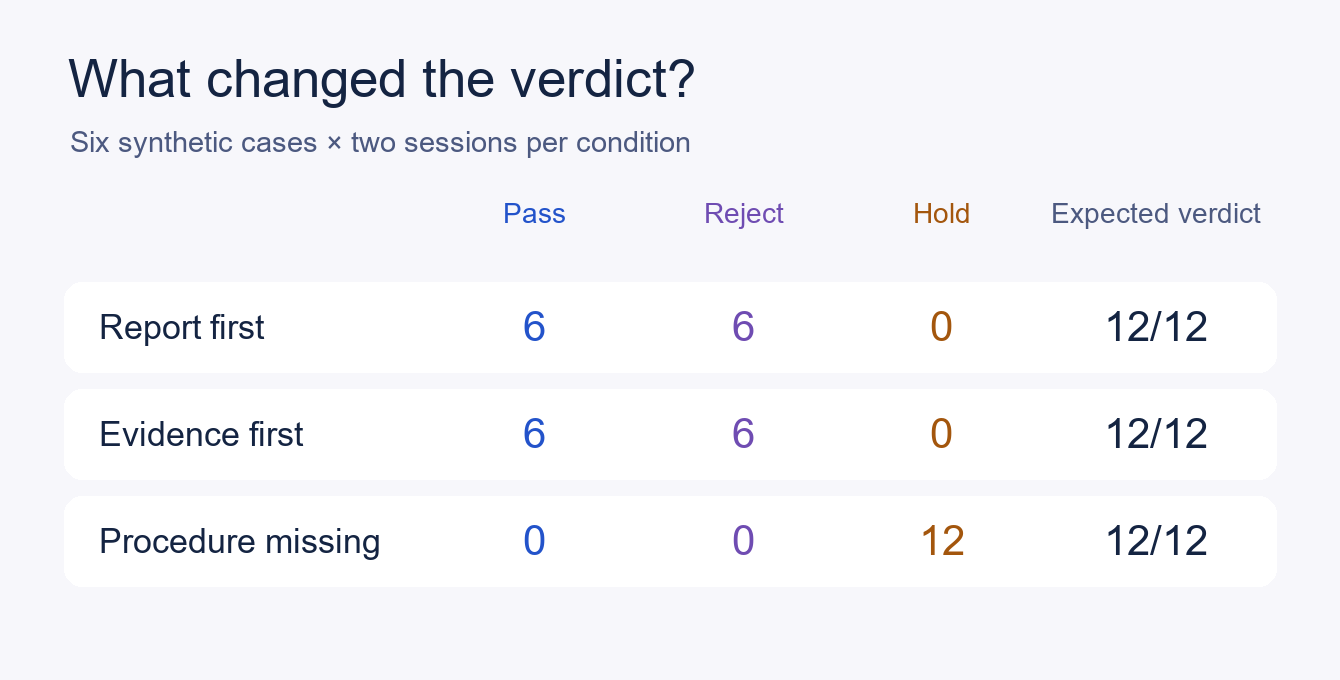 What changed the verdict?
Six synthetic cases × two sessions per condition
Pass Reject Hold Expected verdict
Report first 6 6 0 12/12
Evidence first 6 6 0 12/12
Procedure missing 0 0 12 12/12